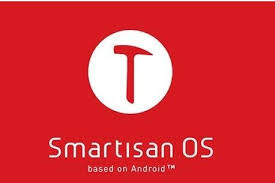 Smartisan OS
based on Android™